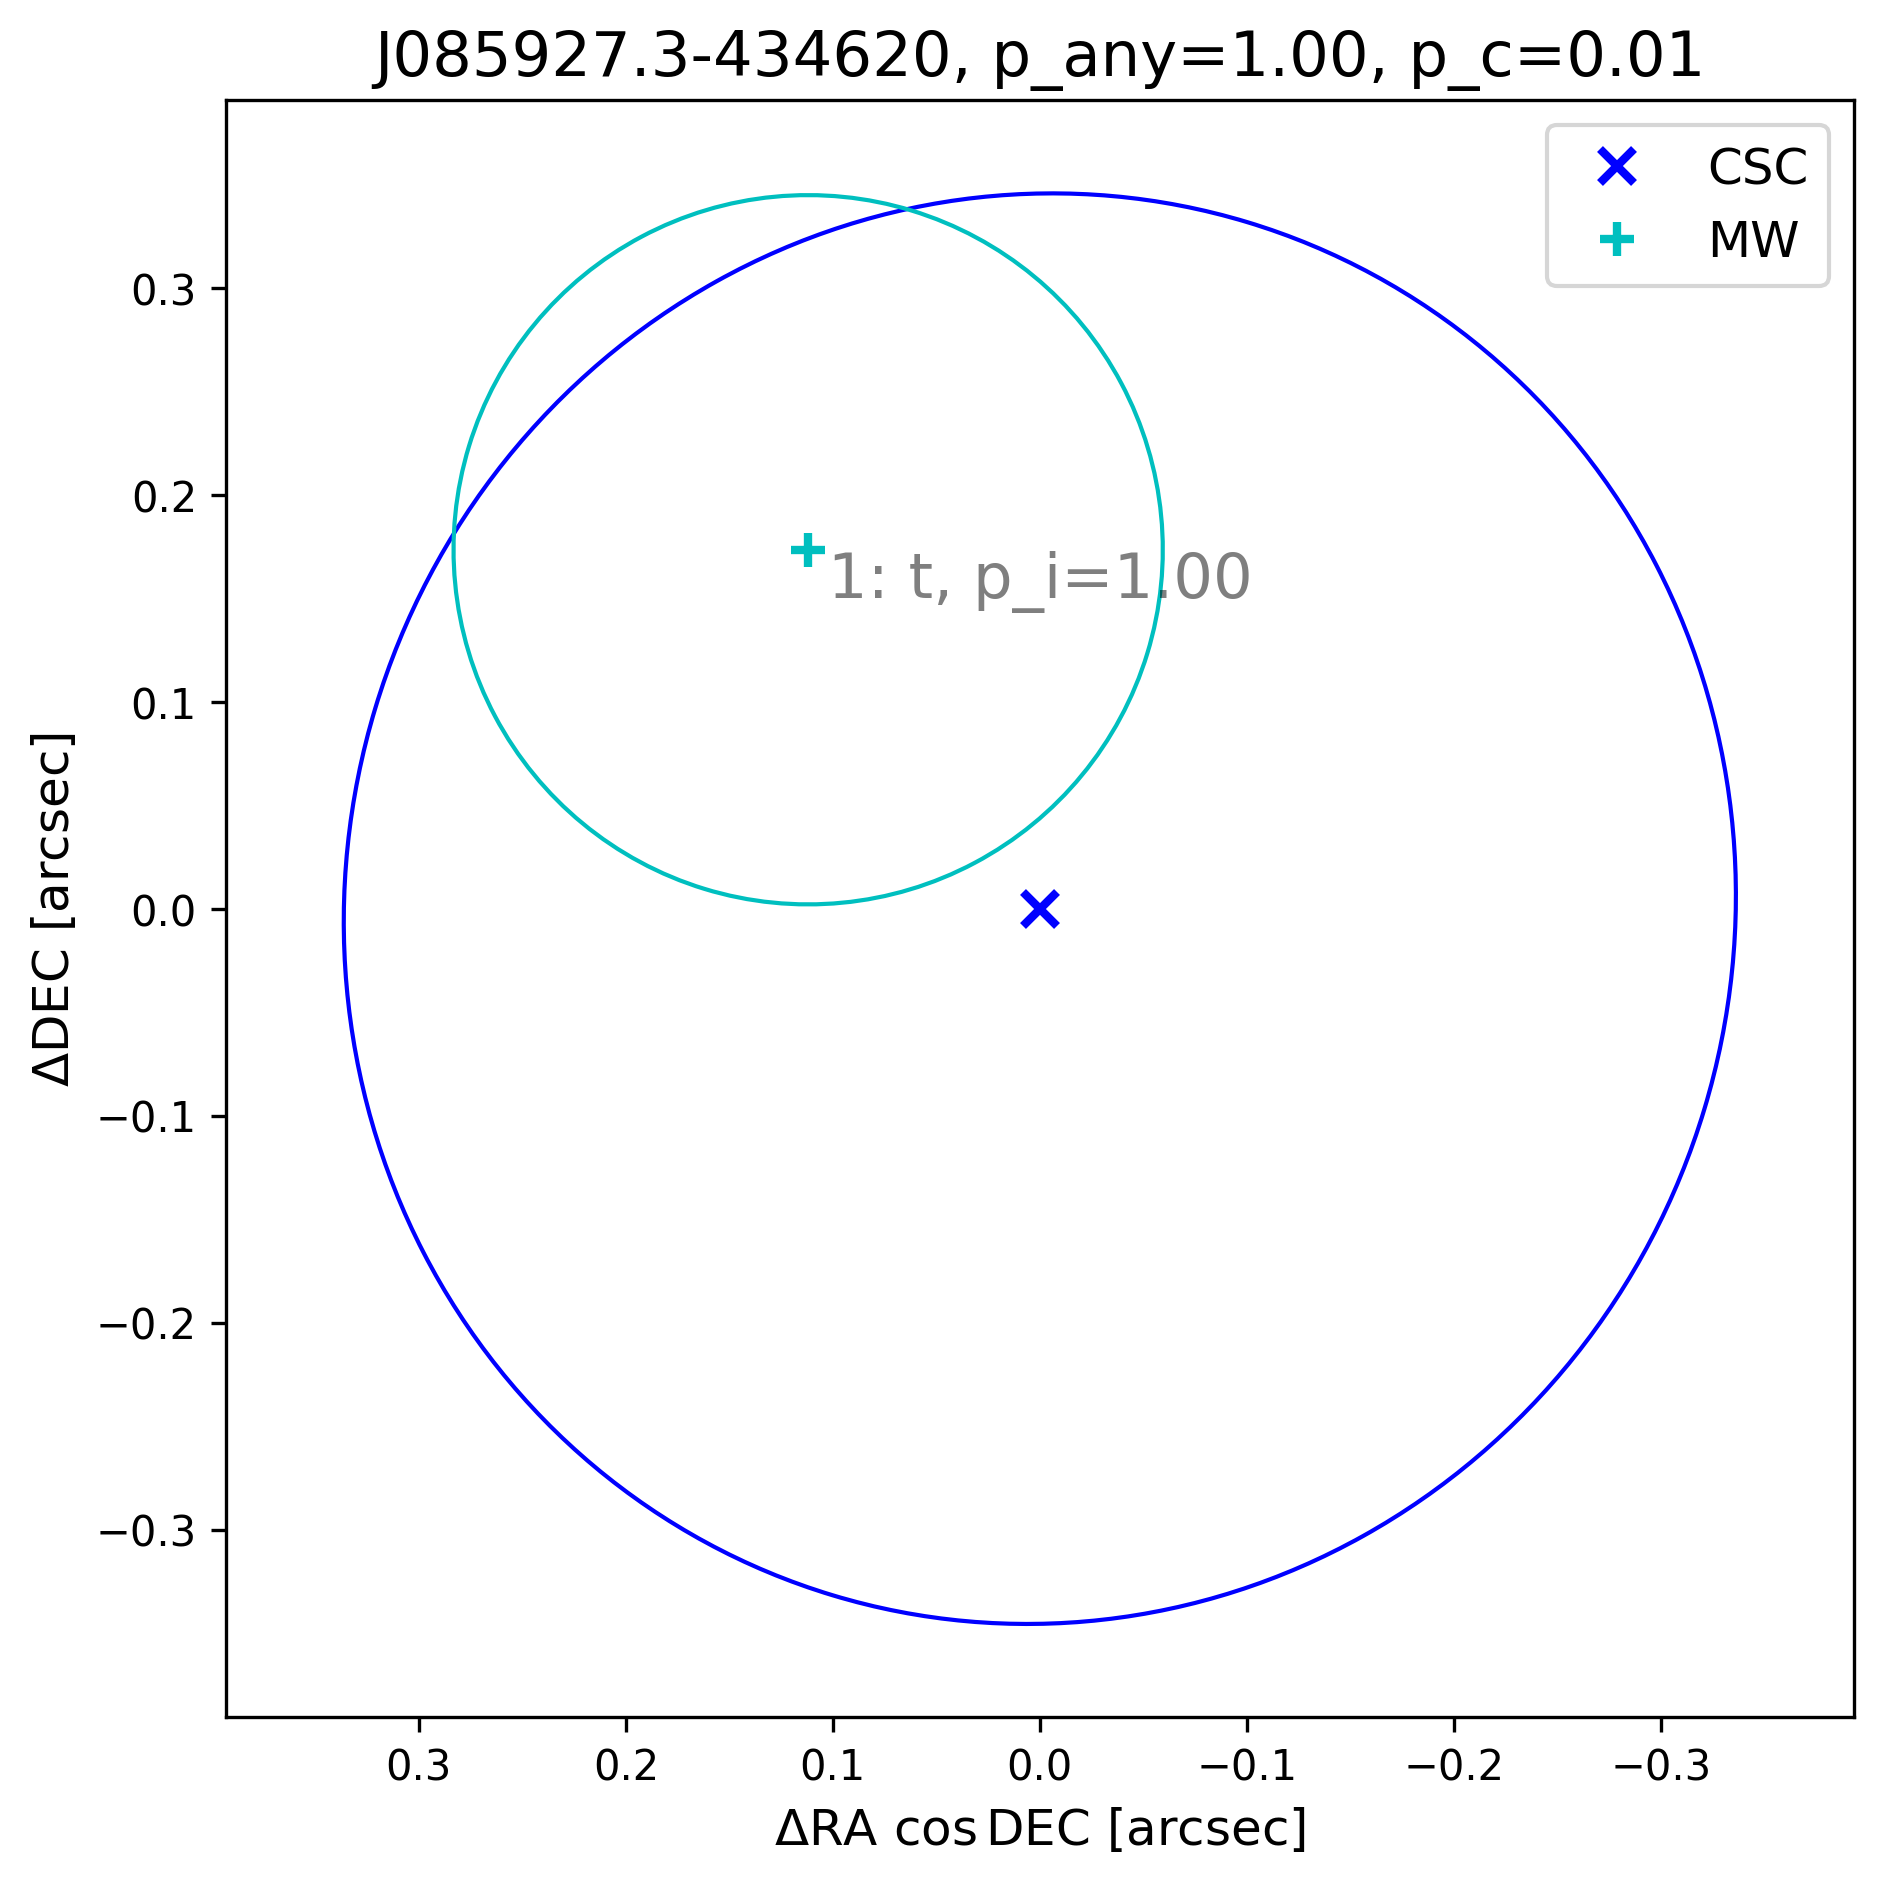 J085927.3-434620, p_any=1.00, p_c=0.01
CSC
MW
1: t, p_i=1.00
0.3
0.2
0.1
0.0
−0.1
−0.2
−0.3
ΔDEC [arcsec]
0.3
0.2
0.1
0.0
−0.1
−0.2
−0.3
ΔRA cos DEC [arcsec]